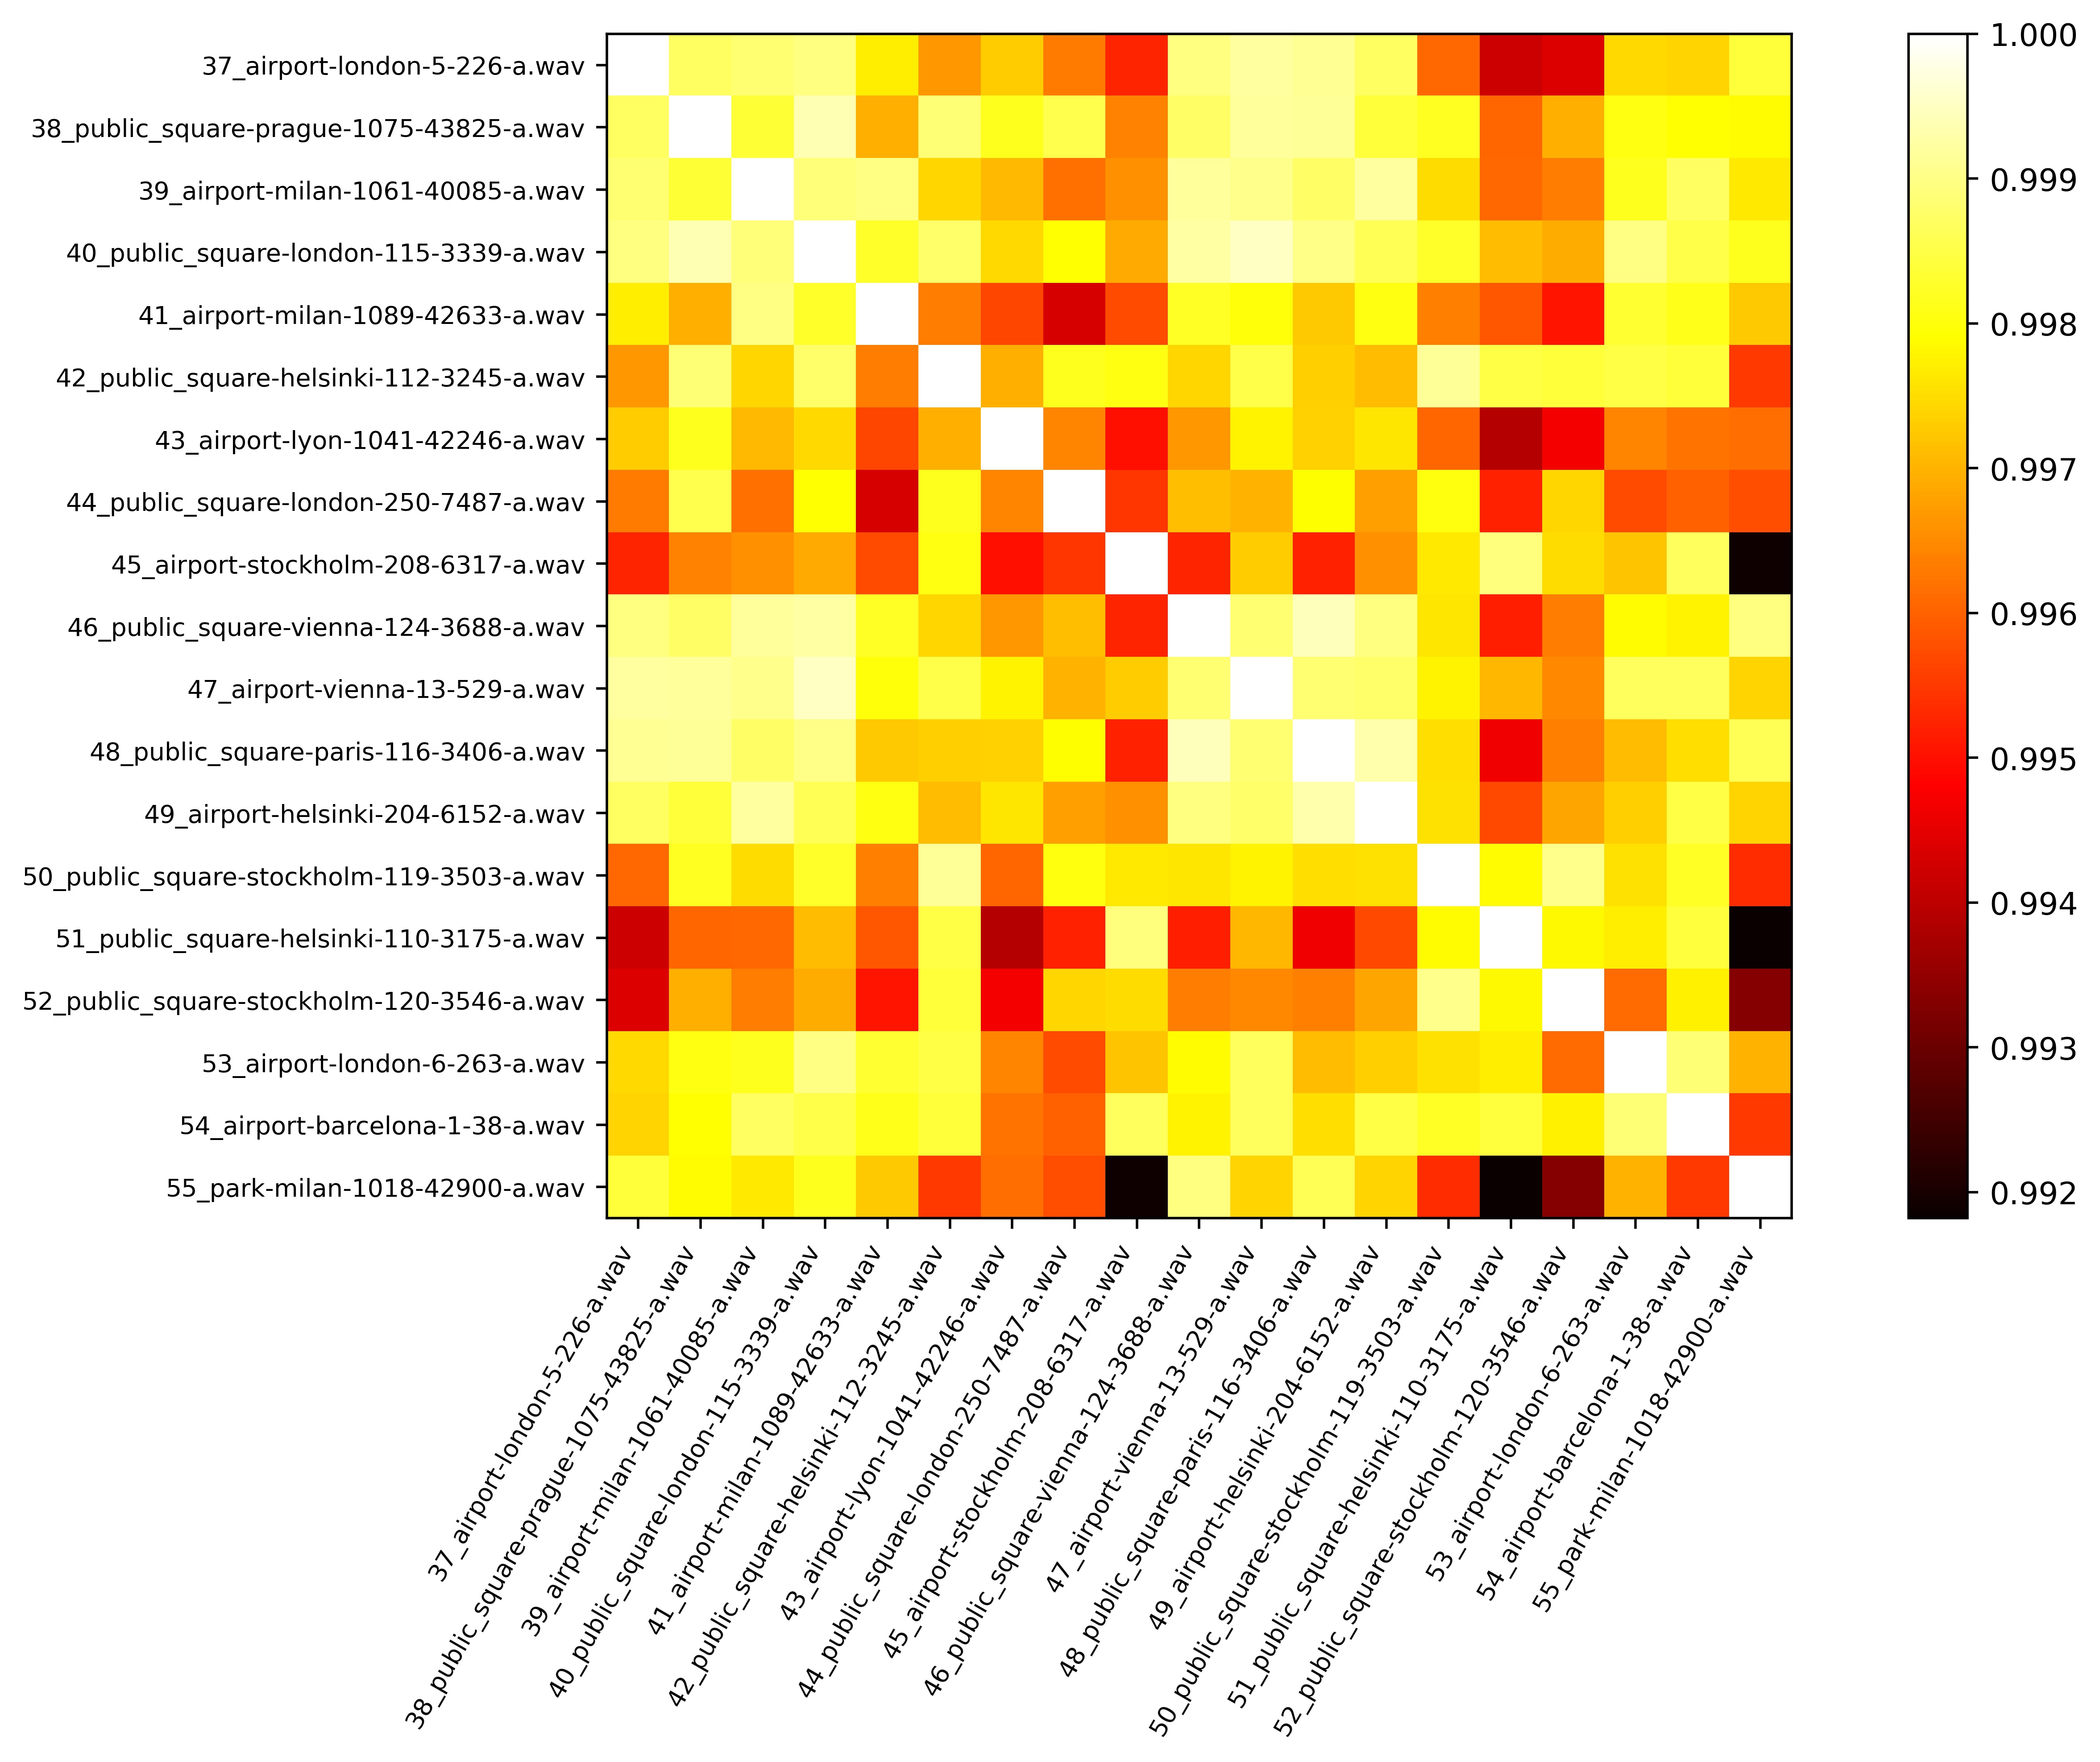 37_airport-london-5-226-a.wav
38_public_square-prague-1075-43825-a.wav
39_airport-milan-1061-40085-a.wav
40_public_square-london-115-3339-a.wav
41_airport-milan-1089-42633-a.wav
42_public_square-helsinki-112-3245-a.wav
43_airport-lyon-1041-42246-a.wav
44_public_square-london-250-7487-a.wav
45_airport-stockholm-208-6317-a.wav
46_public_square-vienna-124-3688-a.wav
47_airport-vienna-13-529-a.wav
48_public_square-paris-116-3406-a.wav
49_airport-helsinki-204-6152-a.wav
50_public_square-stockholm-119-3503-a.wav
51_public_square-helsinki-110-3175-a.wav
52_public_square-stockholm-120-3546-a.wav
53_airport-london-6-263-a.wav
54_airport-barcelona-1-38-a.wav
55_park-milan-1018-42900-a.wav
37_airport-london-5-226-a.wav
38_public_square-prague-1075-43825-a.wav
39_airport-milan-1061-40085-a.wav
40_public_square-london-115-3339-a.wav
41_airport-milan-1089-42633-a.wav
42_public_square-helsinki-112-3245-a.wav
43_airport-lyon-1041-42246-a.wav
44_public_square-london-250-7487-a.wav
45_airport-stockholm-208-6317-a.wav
46_public_square-vienna-124-3688-a.wav
47_airport-vienna-13-529-a.wav
48_public_square-paris-116-3406-a.wav
49_airport-helsinki-204-6152-a.wav
50_public_square-stockholm-119-3503-a.wav
51_public_square-helsinki-110-3175-a.wav
52_public_square-stockholm-120-3546-a.wav
53_airport-london-6-263-a.wav
54_airport-barcelona-1-38-a.wav
55_park-milan-1018-42900-a.wav
1.000
0.999
0.998
0.997
0.996
0.995
0.994
0.993
0.992